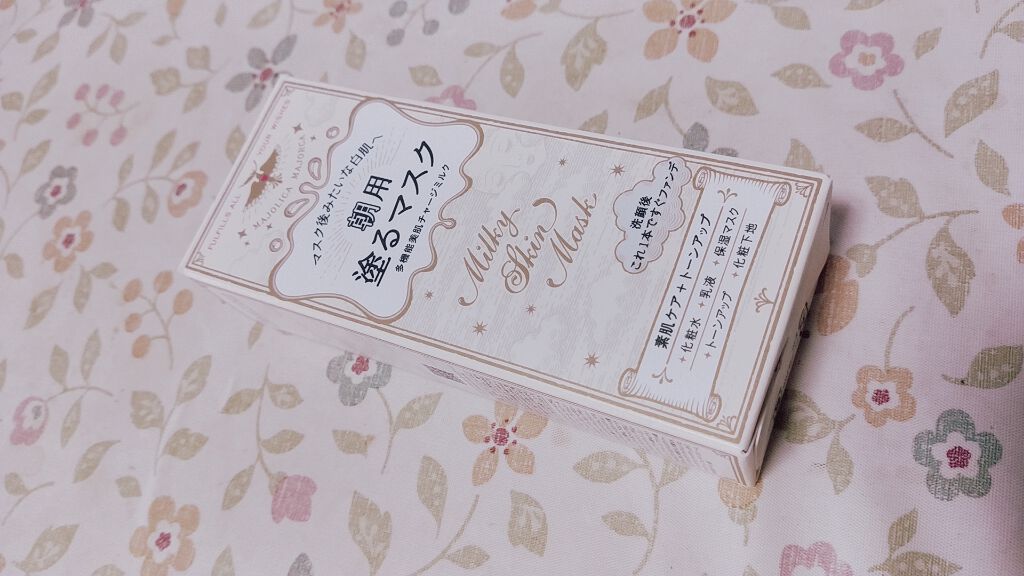 FULFILLS ALL YOUR WISHES
MAJOLICA MAJORCA
マスク後みたいな白肌へ
朝用
塗るマスク
多機能美肌チャージミルク
Milky
Skin
Mask
洗顔後
これ1本ですぐファンデ
素肌ケア+トーンアップ
+化粧水 +乳液 +保湿マスク
+トーンアップ +化粧下地